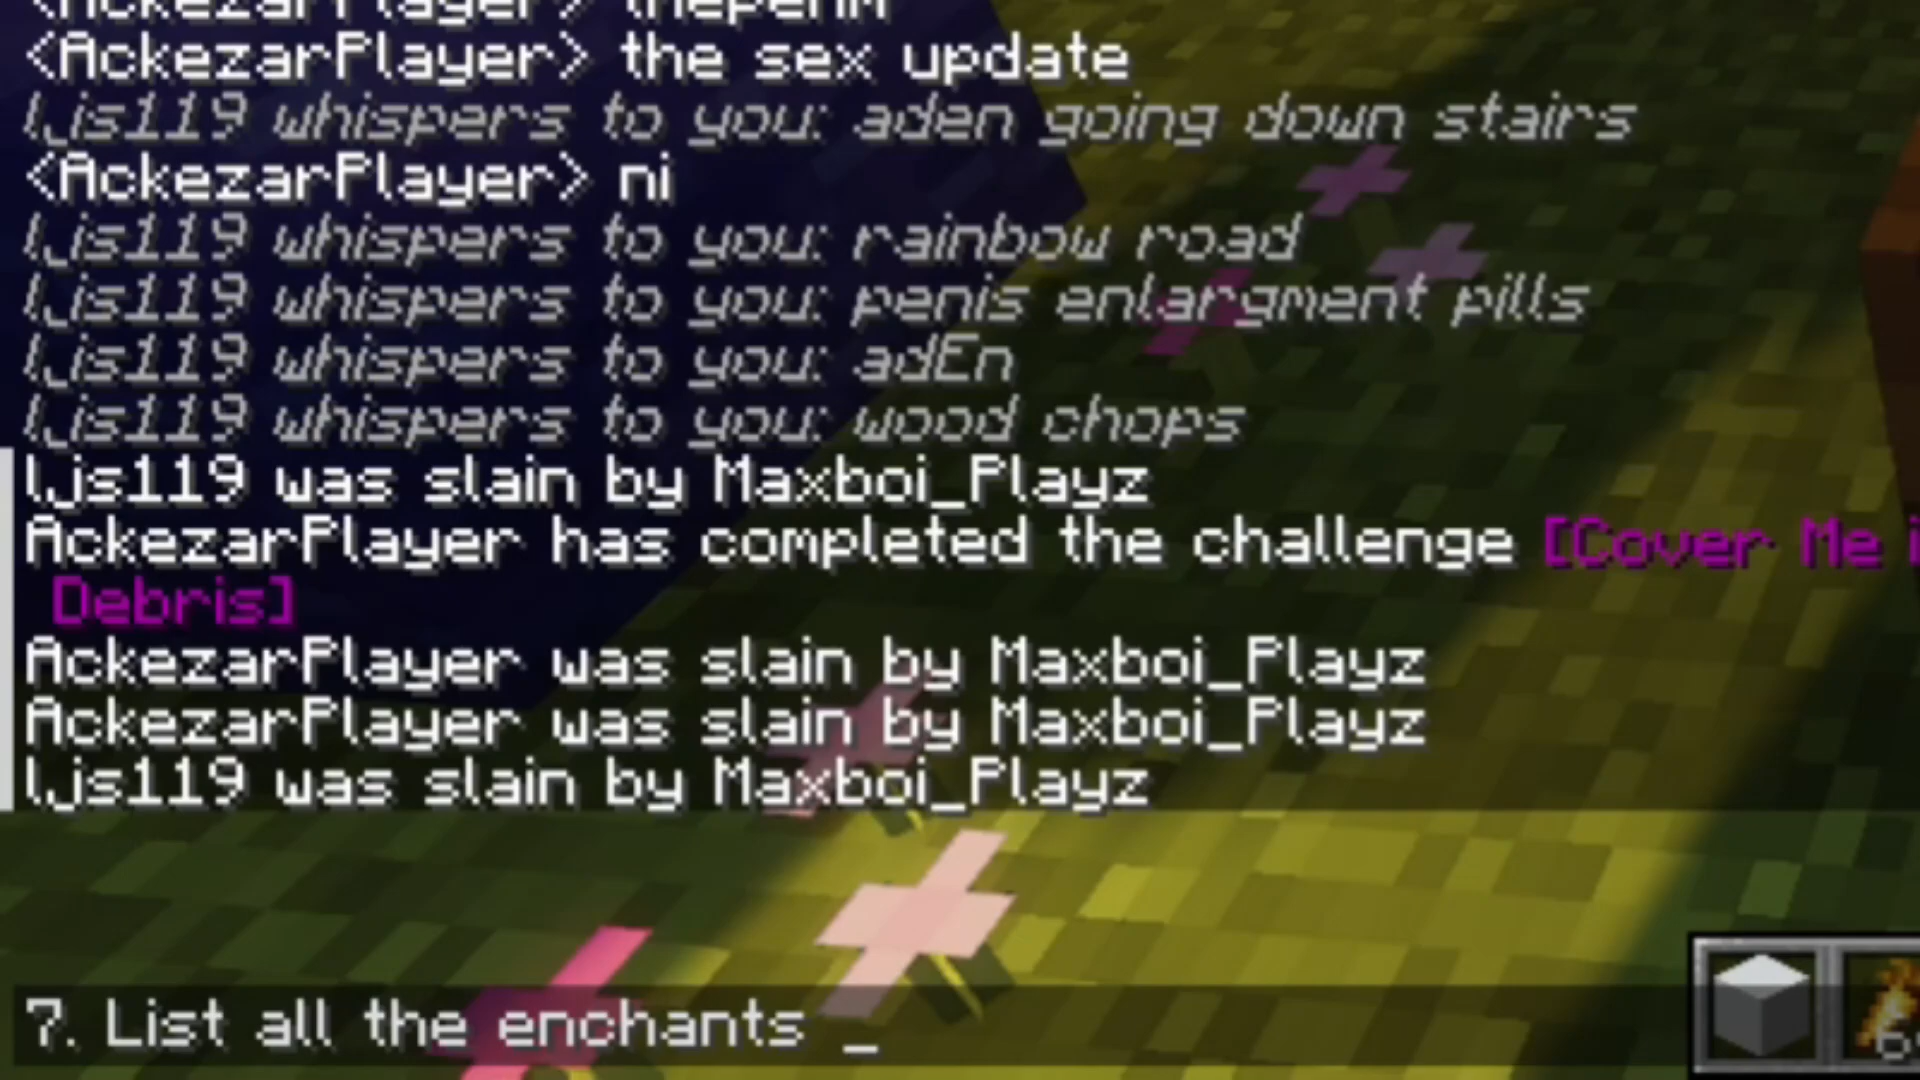 <AckezarPlayer>
<AckezarPlayer> the sex update
ljs119 whispers to you: aden going down stairs
<AckezarPlayer> ni
ljs119 whispers to you: rainbow road
ljs119 whispers to you: penis enlargment pills
ljs119 whispers to you: adEn
ljs119 whispers to you: wood chops
ljs119 was slain by Maxboi_Playz
AckezarPlayer has completed the challenge [Cover Me i
Debris]
AckezarPlayer was slain by Maxboi_Playz
AckezarPlayer was slain by Maxboi_Playz
ljs119 was slain by Maxboi_Playz
7. List all the enchants _